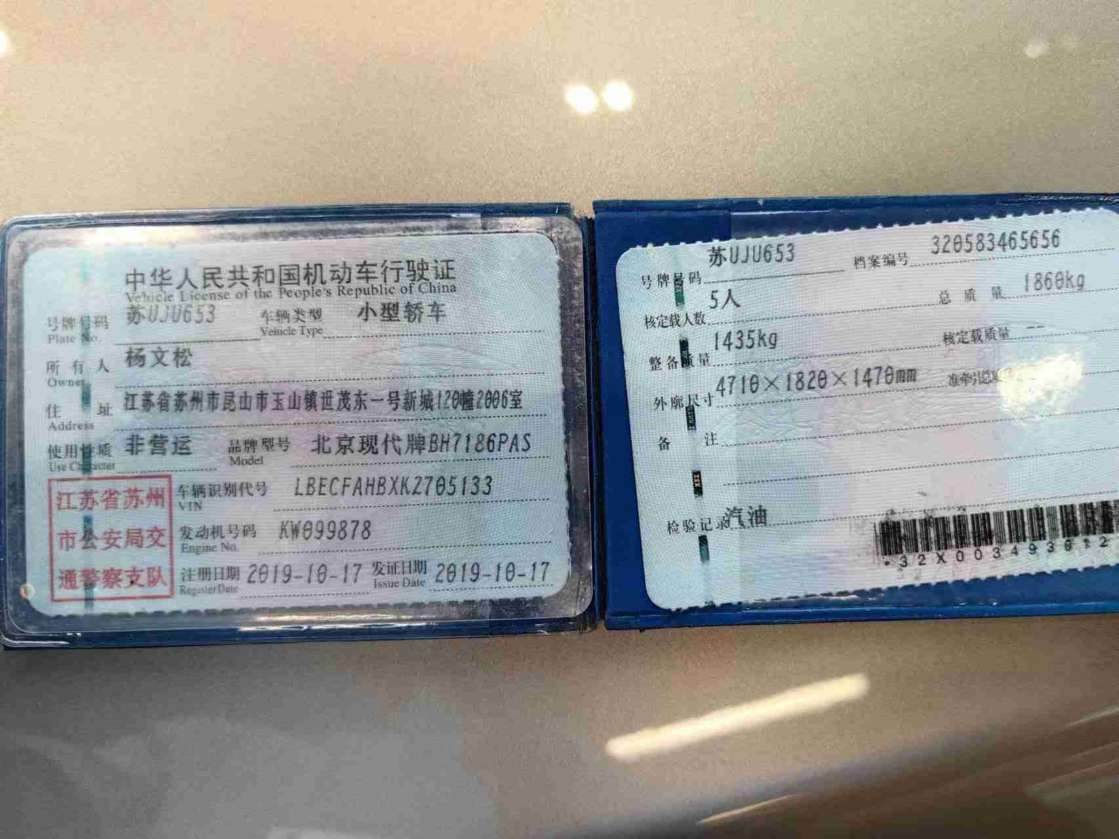 中华人民共和国机动车行驶证
Vehicle License of the People's Republic of China
号牌号码 苏UJU653 车辆类型 小型轿车
Plate No. Vehicle Type
所有人 杨文松
Owner
住址 江苏省苏州市昆山市玉山镇世茂东一号新城120幢2006室
Address
使用性质 非营运 品牌型号 北京现代牌BH7186PAS
Use Character Model
江苏省苏州
市公安局交
通警察支队
车辆识别代号 LBECFAHBXKZ705133
VIN
发动机号码 KW099878
Engine No.
注册日期 2019-10-17 发证日期 2019-10-17
Register Date Issue Date
号牌号码 苏UJU653 档案编号 320583465656
核定载人数 5人 总质量 1860kg
整备质量 1435kg 核定载质量 --
外廓尺寸 4710×1820×1470mm 准牵引总质量
备注
检验记录 汽油